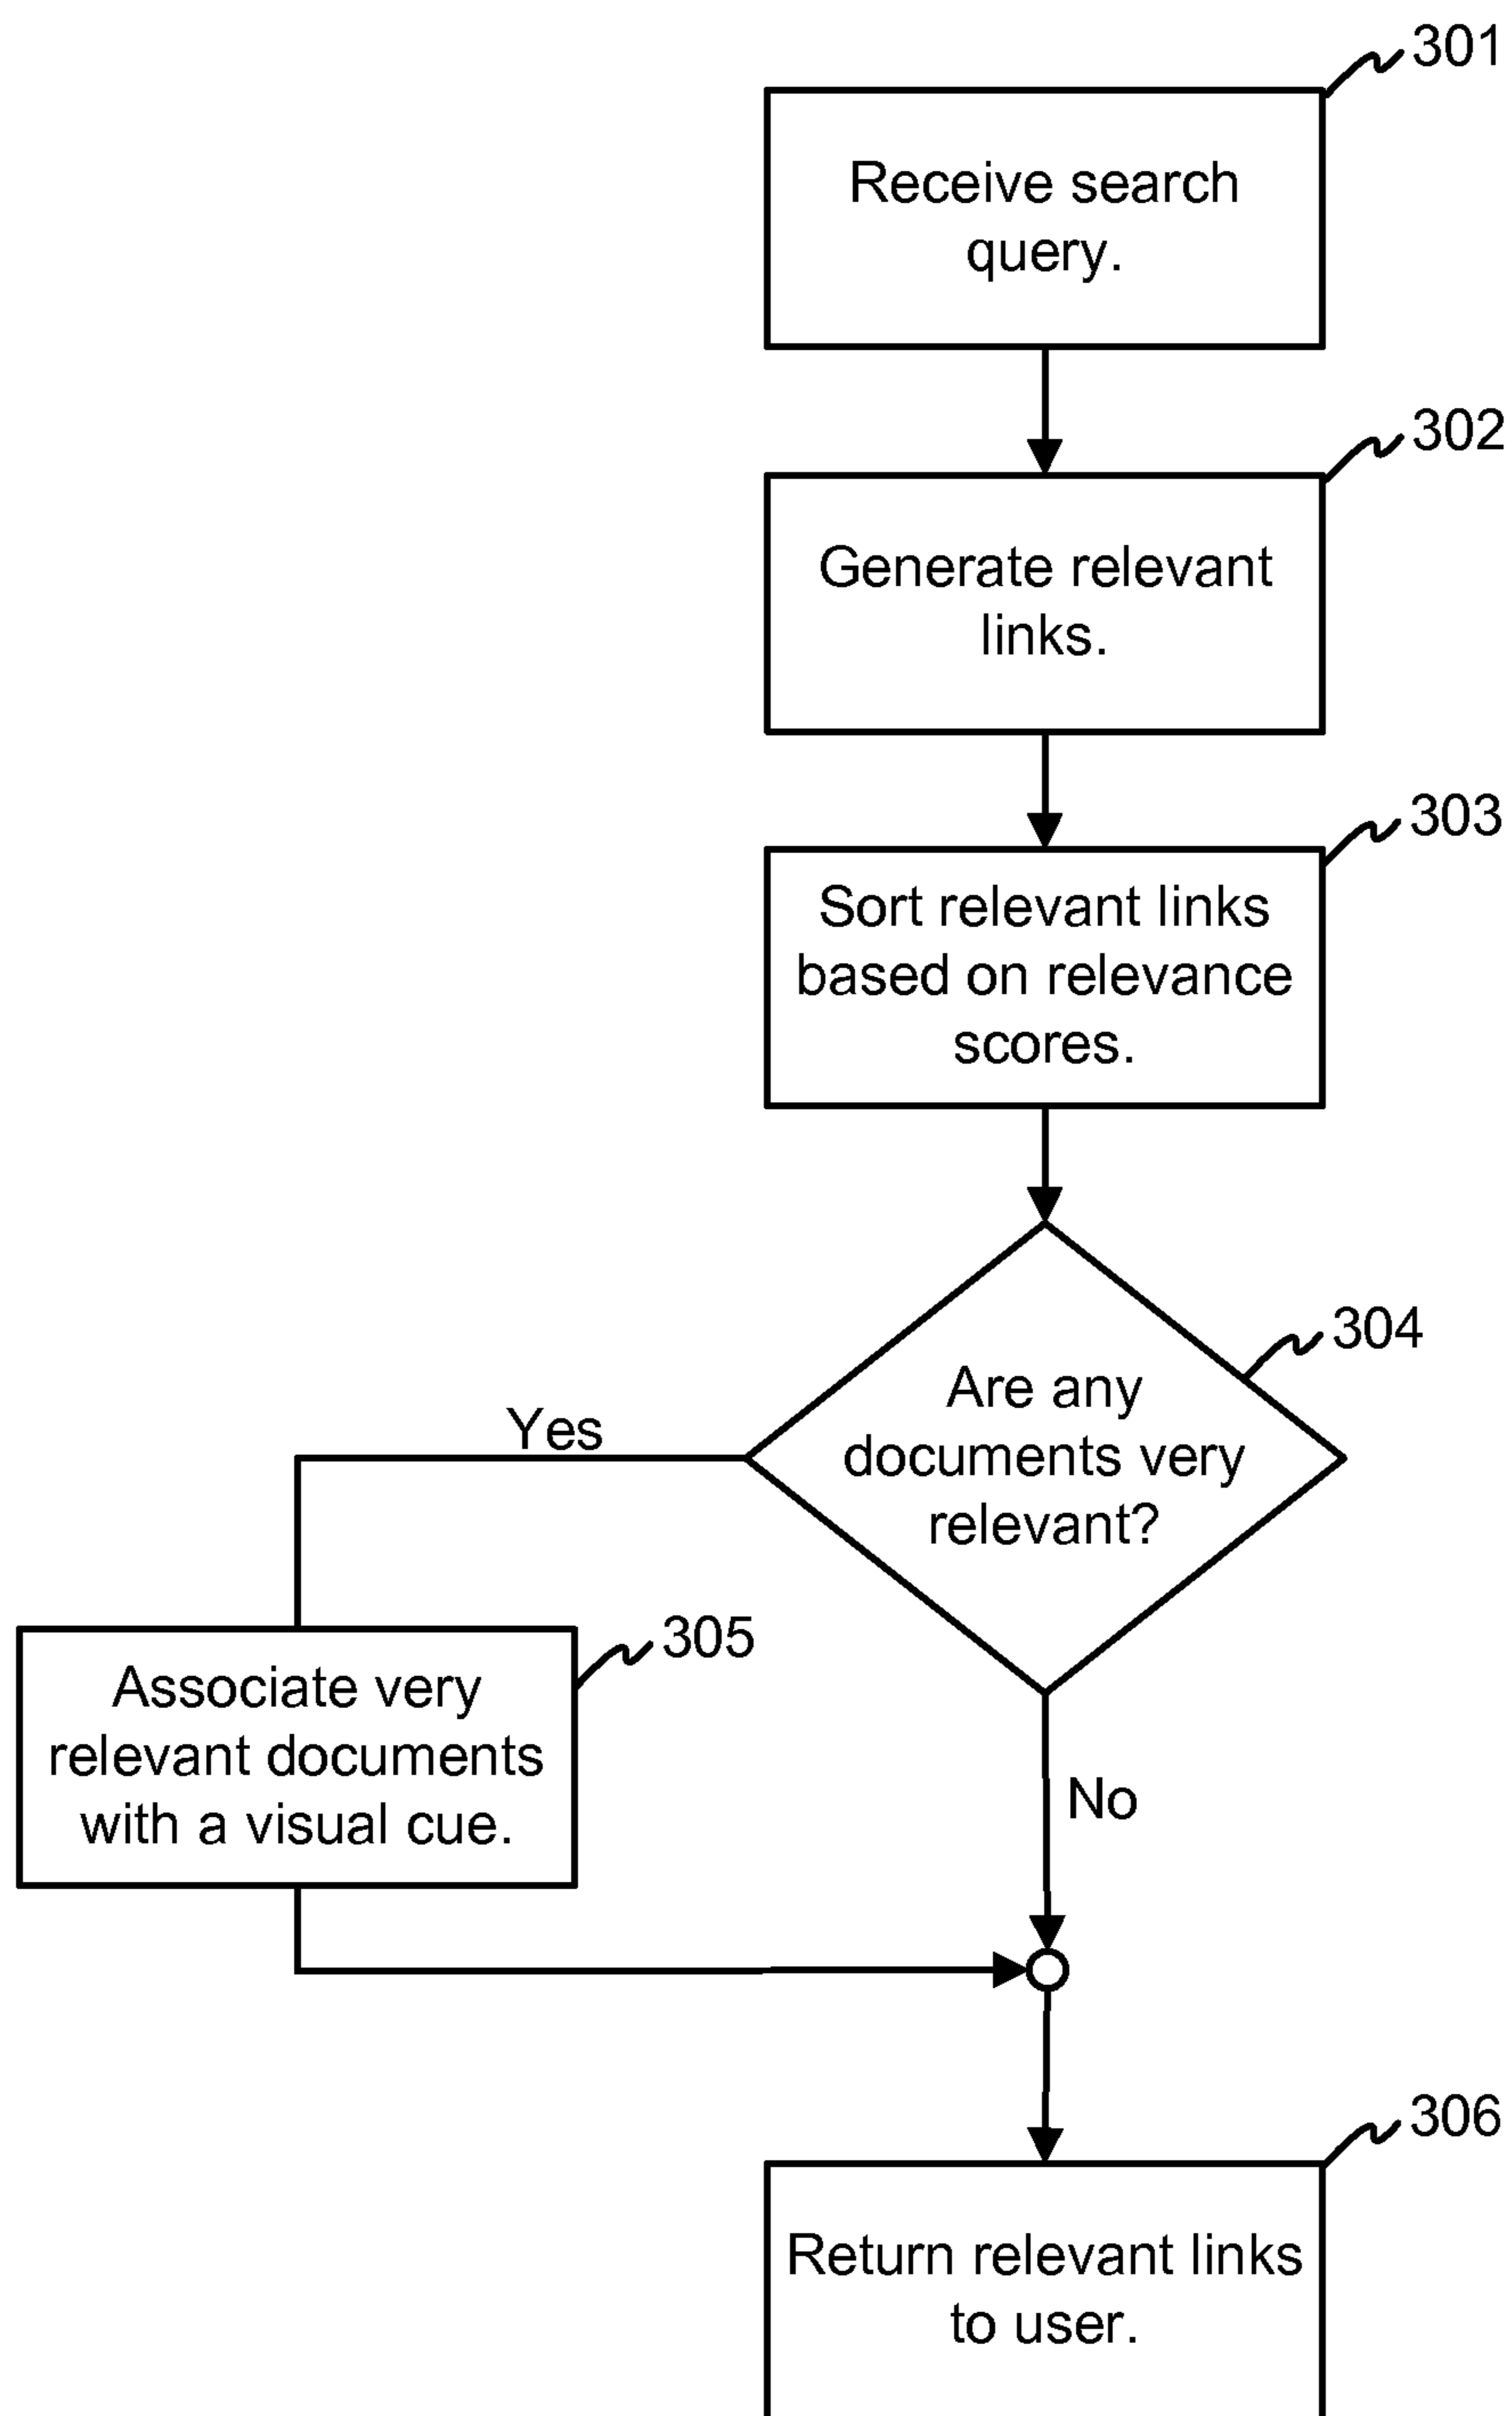 301
Receive search
query.
302
Generate relevant
links.
303
Sort relevant links
based on relevance
scores.
304
Are any
documents very
relevant?
Yes
305
Associate very
relevant documents
with a visual cue.
No
306
Return relevant links
to user.